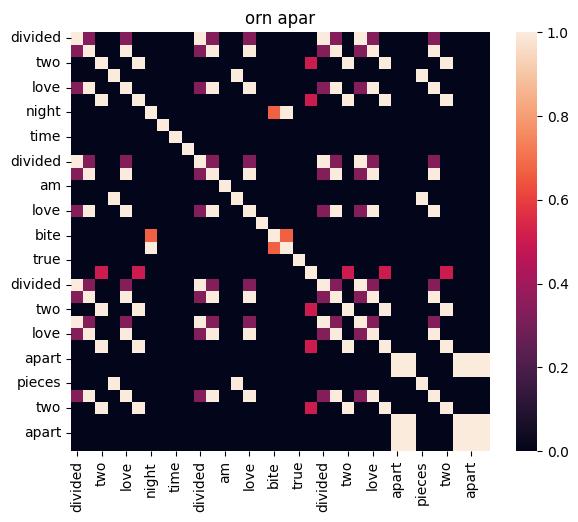 orn apar
divided
two
love
night
time
divided
am
love
bite
true
divided
two
love
apart
pieces
two
apart
divided
two
love
night
time
divided
am
love
bite
true
divided
two
love
apart
pieces
two
apart
1.0
0.8
0.6
0.4
0.2
0.0